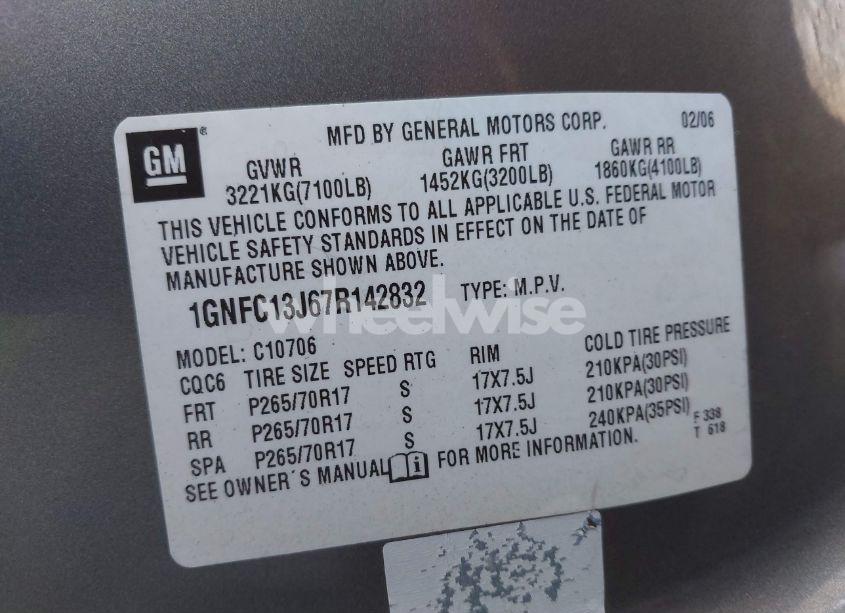 GM ® MFD BY GENERAL MOTORS CORP. 02/06
GVWR GAWR FRT GAWR RR
3221KG(7100LB) 1452KG(3200LB) 1860KG(4100LB)
THIS VEHICLE CONFORMS TO ALL APPLICABLE U.S. FEDERAL MOTOR
VEHICLE SAFETY STANDARDS IN EFFECT ON THE DATE OF
MANUFACTURE SHOWN ABOVE.
1GNFC13J67R142832 TYPE: M.P.V.
wheelwise
MODEL: C10706
CQC6 TIRE SIZE SPEED RTG RIM COLD TIRE PRESSURE
FRT P265/70R17 S 17X7.5J 210KPA(30PSI)
RR P265/70R17 S 17X7.5J 210KPA(30PSI)
SPA P265/70R17 S 17X7.5J 240KPA(35PSI)
SEE OWNER'S MANUAL i FOR MORE INFORMATION.
F 338
T 618